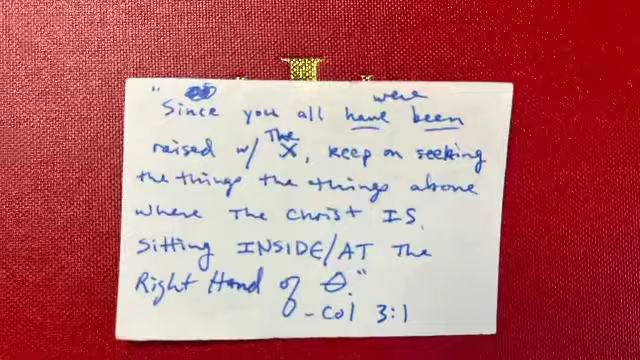 were
"Since you all have been
The
raised w/ X, keep on seeking
the things the things above
where The Christ IS,
Sitting INSIDE/AT The
Right Hand of Θ."
- Col 3:1